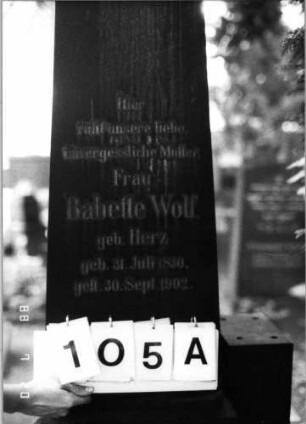 Hier
ruht unsere liebe,
unvergessliche Mutter,
Frau
Babette Wolf,
geb. Herz
geb. 31. Juli 1830,
gest. 30. Sept. 1902.
105A